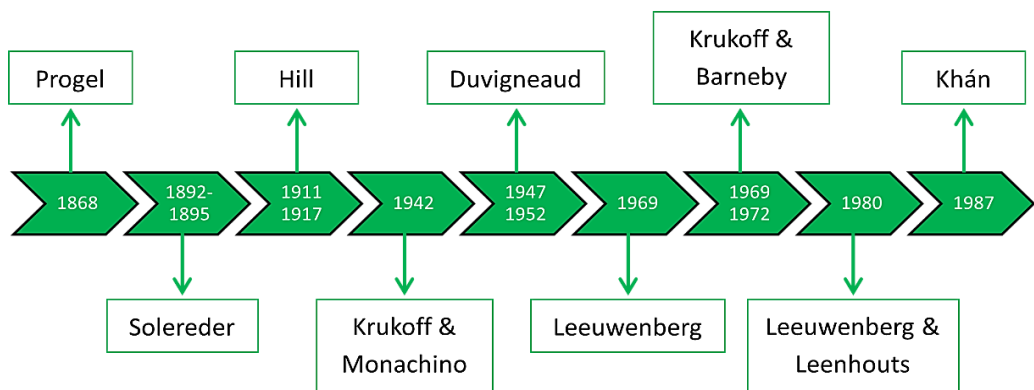 Progel
Hill
Duvigneaud
Krukoff &
Barneby
Khán
1868
1892-
1895
1911
1917
1942
1947
1952
1969
1969
1972
1980
1987
Solereder
Krukoff &
Monachino
Leeuwenberg
Leeuwenberg &
Leenhouts